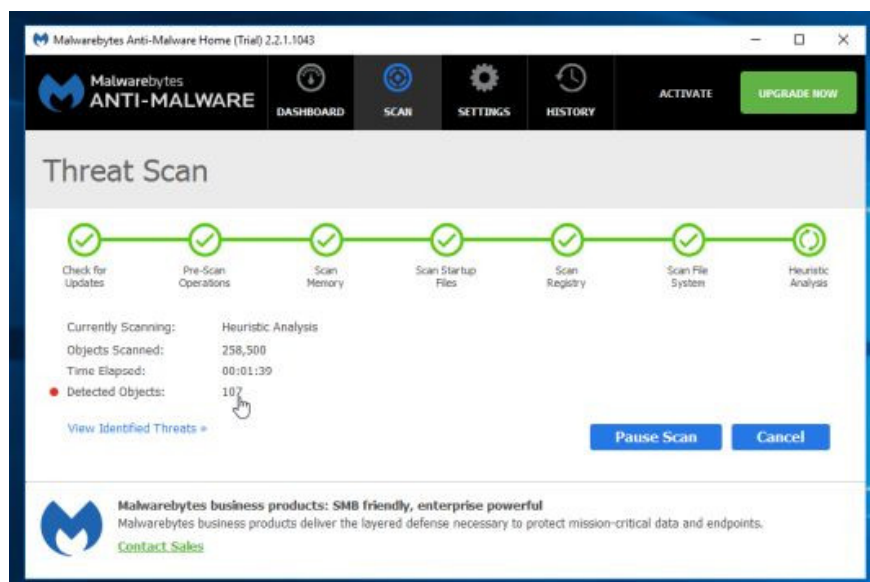 Malwarebytes Anti-Malware Home (Trial) 2.2.1.1043
Malwarebytes
ANTI-MALWARE
DASHBOARD
SCAN
SETTINGS
HISTORY
ACTIVATE
UPGRADE NOW
Threat Scan
Check for
Updates
Pre-Scan
Operations
Scan
Memory
Scan Startup
Files
Scan
Registry
Scan File
System
Heuristic
Analysis
Currently Scanning: Heuristic Analysis
Objects Scanned: 258,500
Time Elapsed: 00:01:39
Detected Objects: 107
View Identified Threats »
Pause Scan
Cancel
Malwarebytes business products: SMB friendly, enterprise powerful
Malwarebytes business products deliver the layered defense necessary to protect mission-critical data and endpoints.
Contact Sales